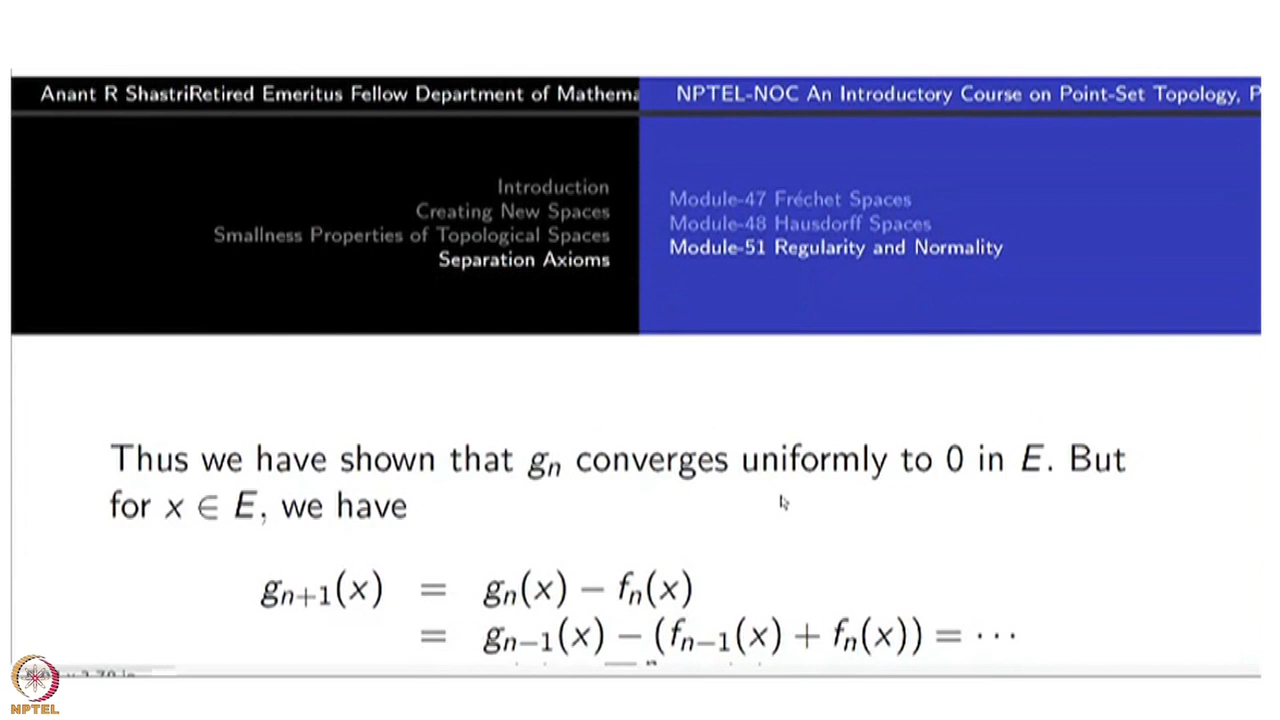 Anant R ShastriRetired Emeritus Fellow Department of Mathema
NPTEL-NOC An Introductory Course on Point-Set Topology, P
Introduction
Creating New Spaces
Smallness Properties of Topological Spaces
Separation Axioms
Module-47 Fréchet Spaces
Module-48 Hausdorff Spaces
Module-51 Regularity and Normality
Thus we have shown that gₙ converges uniformly to 0 in E. But
for x ∈ E, we have
gₙ₊₁(x) = gₙ(x) − fₙ(x)
= gₙ₋₁(x) − (fₙ₋₁(x) + fₙ(x)) = ⋯
NPTEL